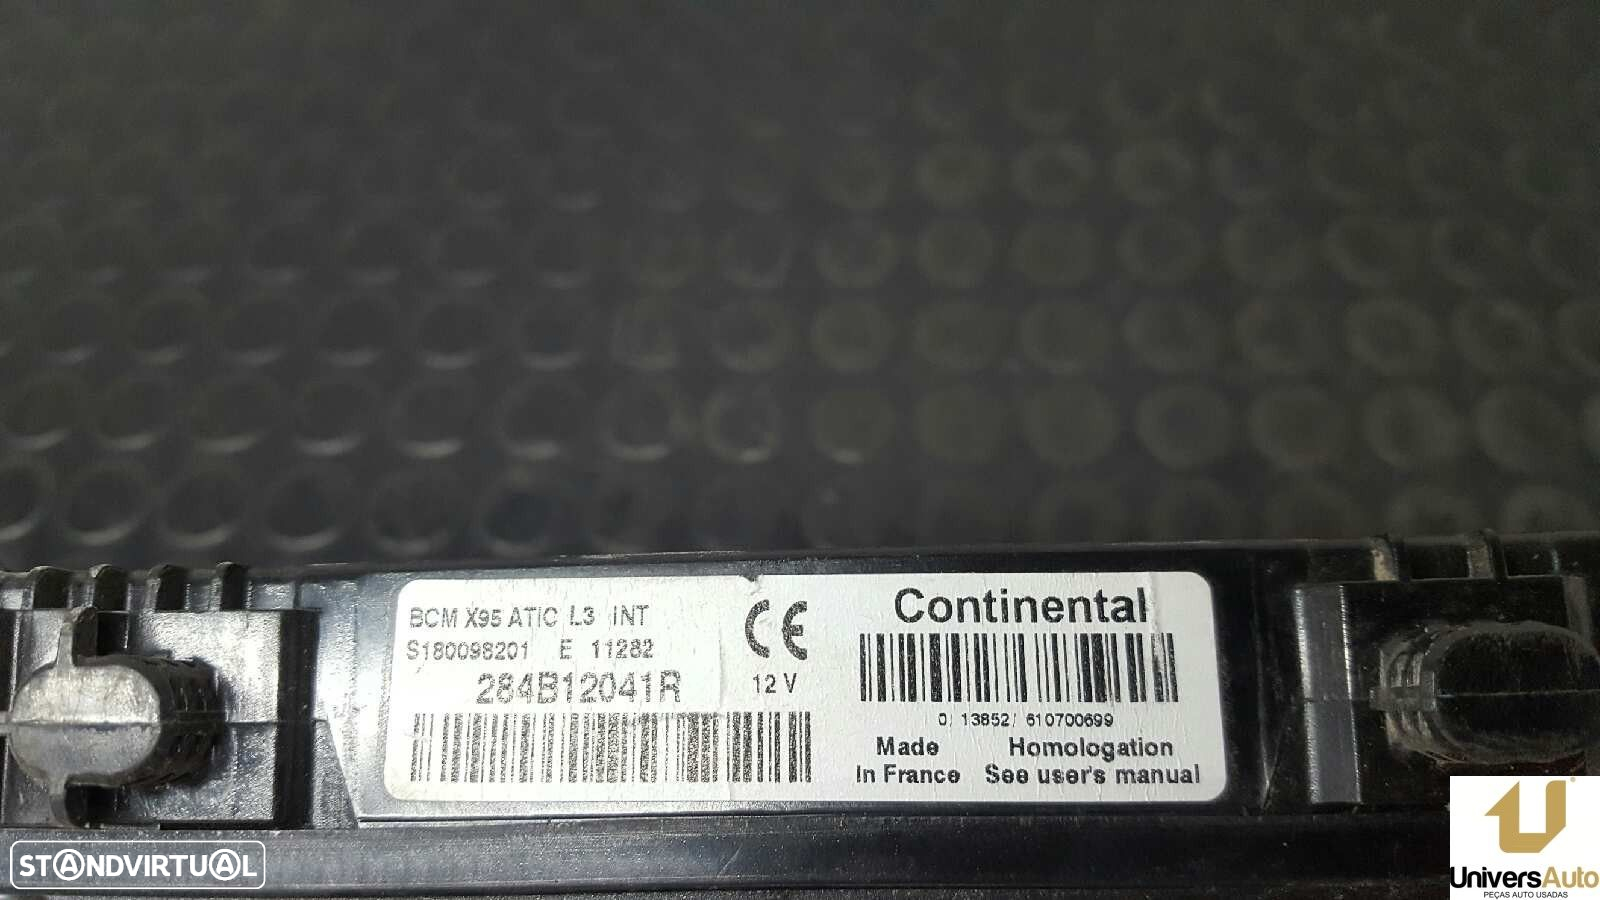 BCM X95 ATIC L3 INT
S180098201 E 11282
284B12041R
CE
12 V
Continental
0/ 13852/ 610700699
Made In France
Homologation See user's manual
STANDVIRTUAL
UniversAuto
PEÇAS AUTO USADAS